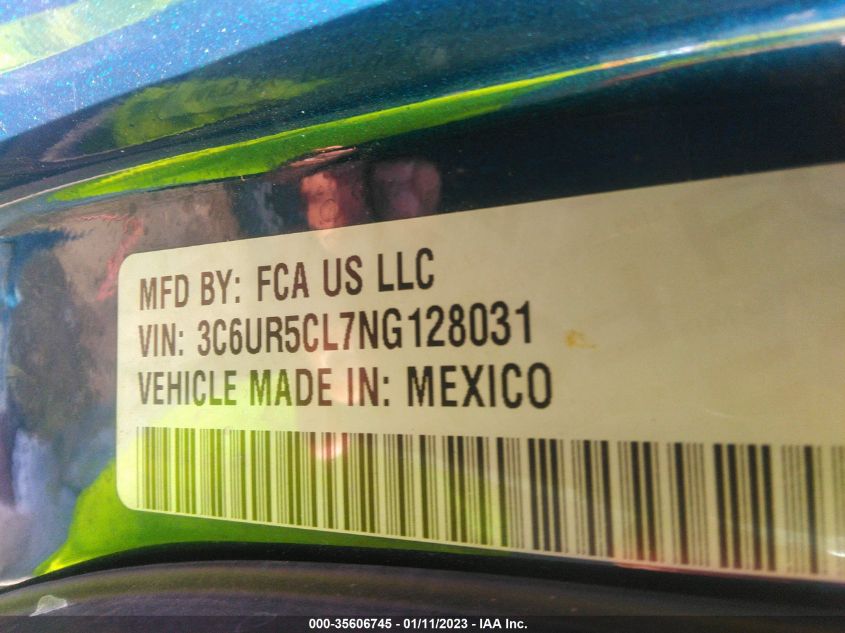 MFD BY: FCA US LLC
VIN: 3C6UR5CL7NG128031
VEHICLE MADE IN: MEXICO
000-35606745 - 01/11/2023 - IAA Inc.